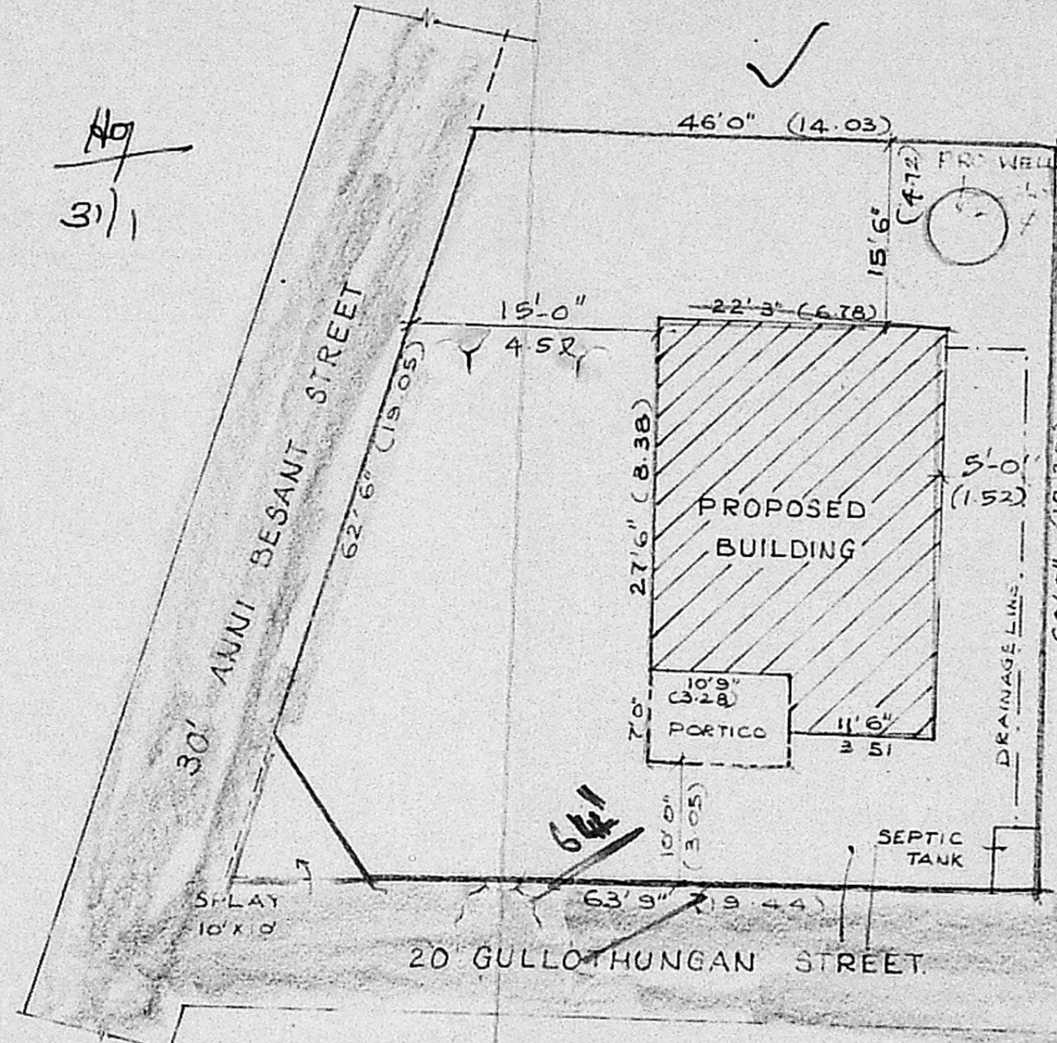 31/1
46'0" (14.03)
PRO WELL
(4.72)
15'6"
15'-0"
4.52
22'3" (6.78)
ANNI BESANT STREET
30'
62'6" (19.05)
27'6" (8.38)
PROPOSED
BUILDING
5'-0"
(1.52)
DRAINAGE LINE
10'9"
(3.28)
PORTICO
7'0"
11'6"
3 51
10'0"
(3.05)
SEPTIC
TANK
SPLAY
10' X 10'
63'9" (19.44)
20' GULLOTHUNGAN STREET